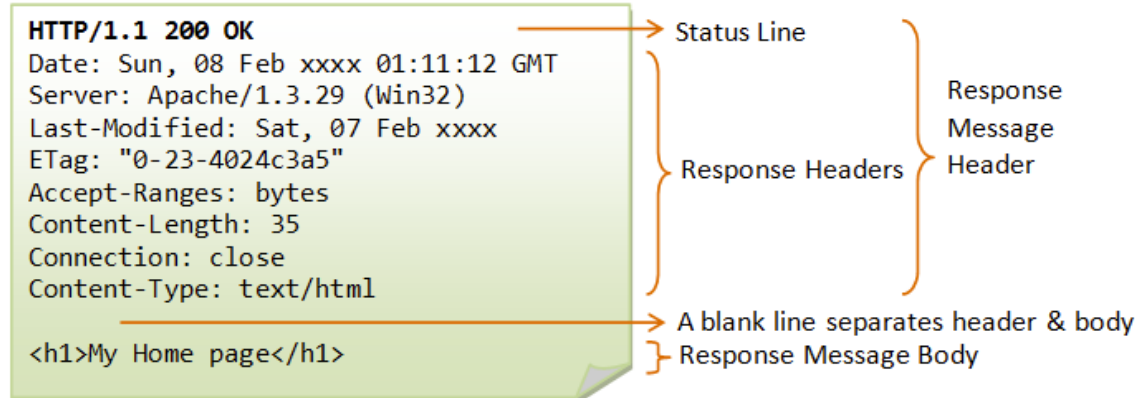 HTTP/1.1 200 OK
Date: Sun, 08 Feb xxxx 01:11:12 GMT
Server: Apache/1.3.29 (Win32)
Last-Modified: Sat, 07 Feb xxxx
ETag: "0-23-4024c3a5"
Accept-Ranges: bytes
Content-Length: 35
Connection: close
Content-Type: text/html
<h1>My Home page</h1>
Status Line
Response Headers
Response
Message
Header
A blank line separates header & body
Response Message Body